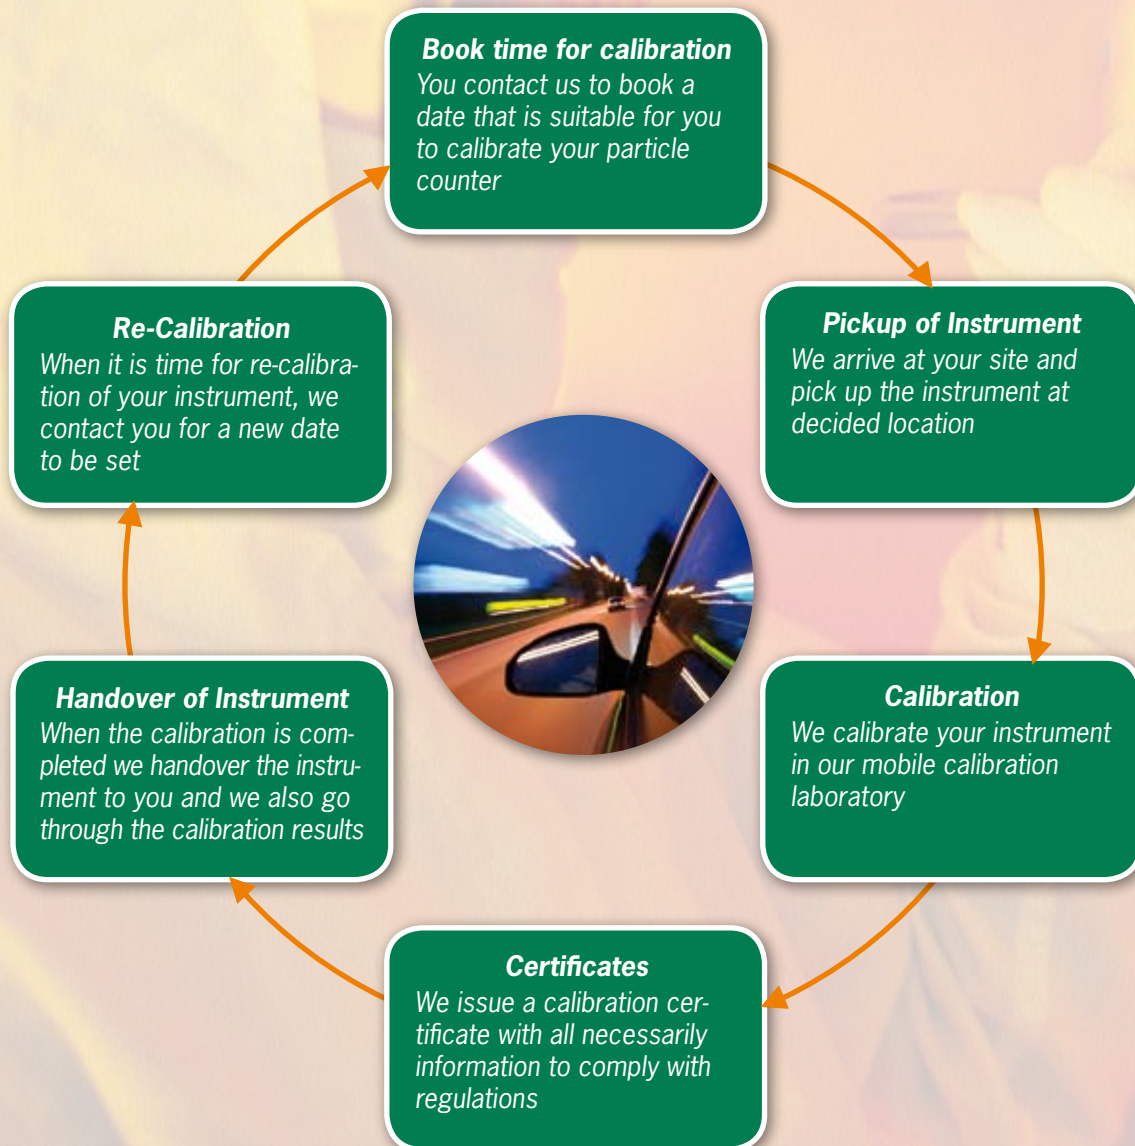 Book time for calibration
You contact us to book a
date that is suitable for you
to calibrate your particle
counter
Pickup of Instrument
We arrive at your site and
pick up the instrument at
decided location
Calibration
We calibrate your instrument
in our mobile calibration
laboratory
Certificates
We issue a calibration cer-
tificate with all necessarily
information to comply with
regulations
Handover of Instrument
When the calibration is com-
pleted we handover the instru-
ment to you and we also go
through the calibration results
Re-Calibration
When it is time for re-calibra-
tion of your instrument, we
contact you for a new date
to be set